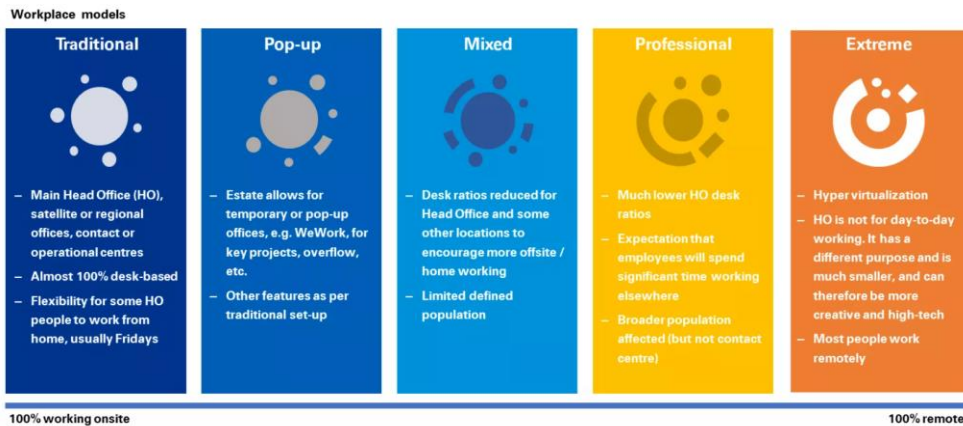 Workplace models
Traditional
– Main Head Office (HO),
satellite or regional
offices, contact or
operational centres
– Almost 100% desk-based
– Flexibility for some HO
people to work from
home, usually Fridays
Pop-up
– Estate allows for
temporary or pop-up
offices, e.g. WeWork, for
key projects, overflow,
etc.
– Other features as per
traditional set-up
Mixed
– Desk ratios reduced for
Head Office and some
other locations to
encourage more offsite /
home working
– Limited defined
population
Professional
– Much lower HO desk
ratios
– Expectation that
employees will spend
significant time working
elsewhere
– Broader population
affected (but not contact
centre)
Extreme
– Hyper virtualization
– HO is not for day-to-day
working. It has a
different purpose and is
much smaller, and can
therefore be more
creative and high-tech
– Most people work
remotely
100% working onsite
100% remote